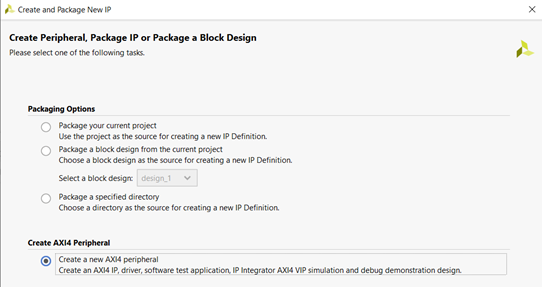 Create and Package New IP
Create Peripheral, Package IP or Package a Block Design
Please select one of the following tasks.
Packaging Options
Package your current project
Use the project as the source for creating a new IP Definition.
Package a block design from the current project
Choose a block design as the source for creating a new IP Definition.
Select a block design: design_1
Package a specified directory
Choose a directory as the source for creating a new IP Definition.
Create AXI4 Peripheral
Create a new AXI4 peripheral
Create an AXI4 IP, driver, software test application, IP Integrator AXI4 VIP simulation and debug demonstration design.